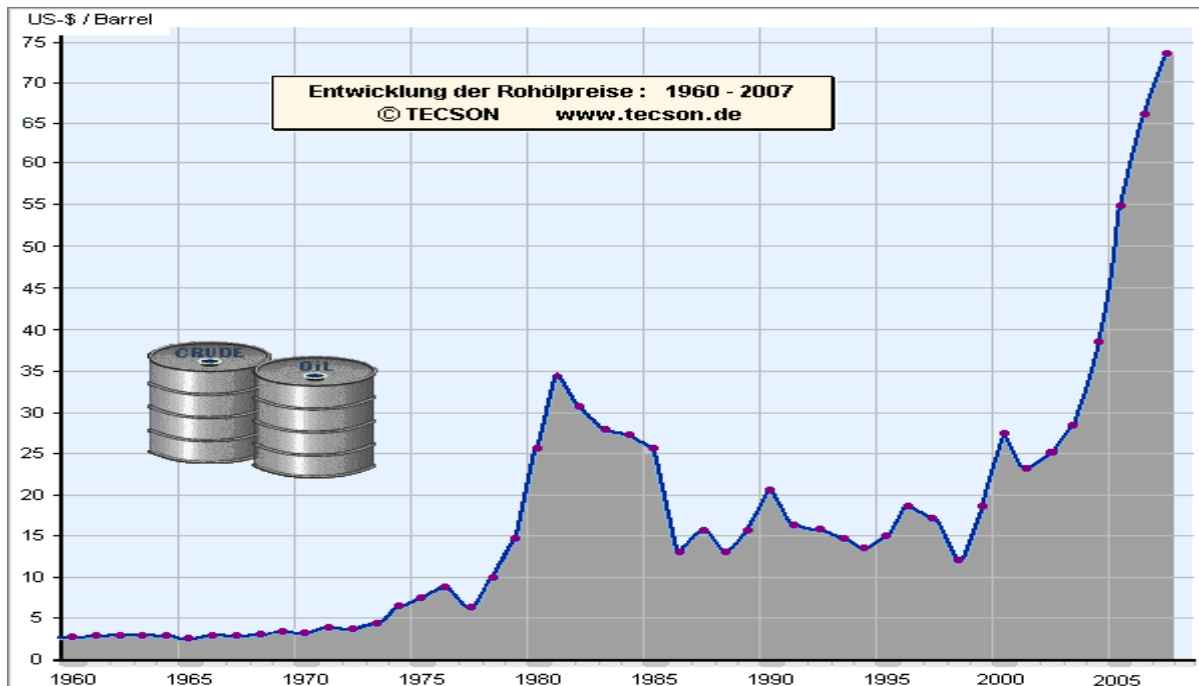 US-$ / Barrel
Entwicklung der Rohölpreise : 1960 - 2007
© TECSON www.tecson.de
75
70
65
60
55
50
45
40
35
30
25
20
15
10
5
0
CRUDE
OiL
1960 1965 1970 1975 1980 1985 1990 1995 2000 2005